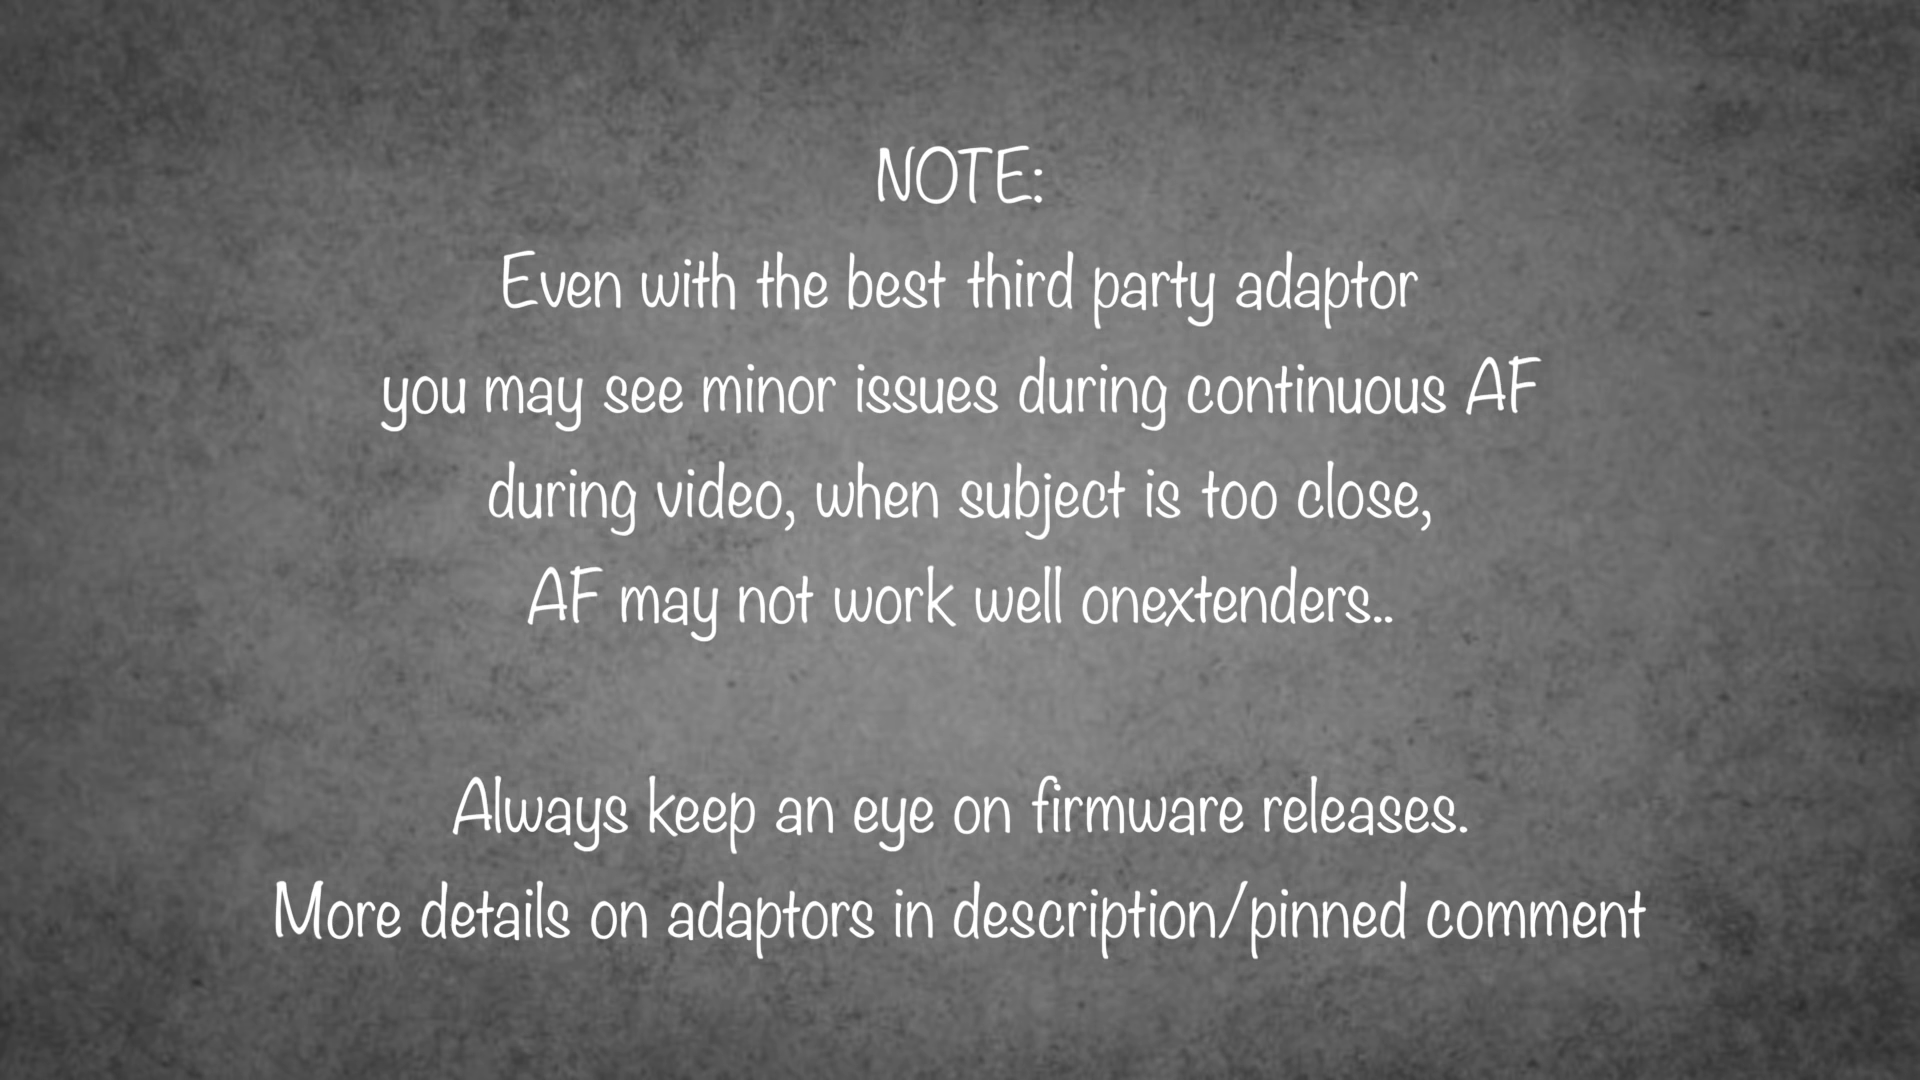 NOTE:
Even with the best third party adaptor
you may see minor issues during continuous AF
during video, when subject is too close,
AF may not work well onextenders..
Always keep an eye on firmware releases.
More details on adaptors in description/pinned comment